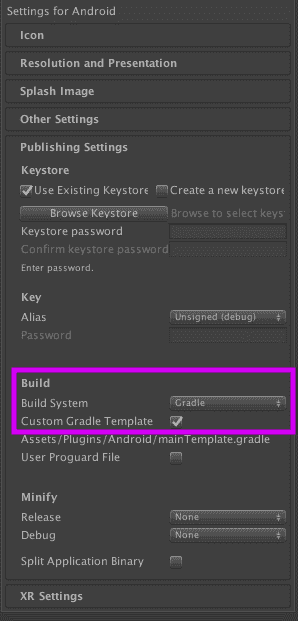 Settings for Android
Icon
Resolution and Presentation
Splash Image
Other Settings
Publishing Settings
Keystore
Use Existing Keystore Create a new keystore
Browse Keystore Browse to select keys
Keystore password
Confirm keystore password
Enter password.
Key
Alias Unsigned (debug)
Password
Build
Build System Gradle
Custom Gradle Template
Assets/Plugins/Android/mainTemplate.gradle
User Proguard File
Minify
Release None
Debug None
Split Application Binary
XR Settings